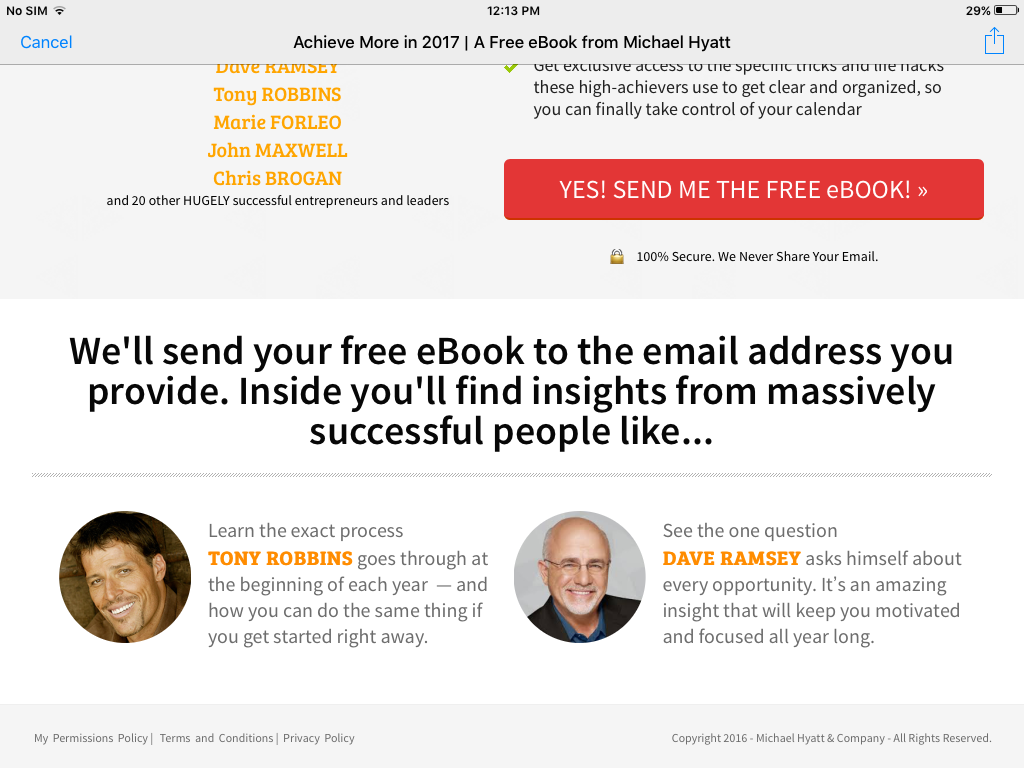 No SIM 12:13 PM 29%
Cancel Achieve More in 2017 | A Free eBook from Michael Hyatt
Dave RAMSEY
Tony ROBBINS
Marie FORLEO
John MAXWELL
Chris BROGAN
and 20 other HUGELY successful entrepreneurs and leaders
Get exclusive access to the specific tricks and life hacks
these high-achievers use to get clear and organized, so
you can finally take control of your calendar
YES! SEND ME THE FREE eBOOK! »
100% Secure. We Never Share Your Email.
We'll send your free eBook to the email address you
provide. Inside you'll find insights from massively
successful people like...
Learn the exact process
TONY ROBBINS goes through at
the beginning of each year — and
how you can do the same thing if
you get started right away.
See the one question
DAVE RAMSEY asks himself about
every opportunity. It's an amazing
insight that will keep you motivated
and focused all year long.
My Permissions Policy | Terms and Conditions | Privacy Policy
Copyright 2016 - Michael Hyatt & Company - All Rights Reserved.